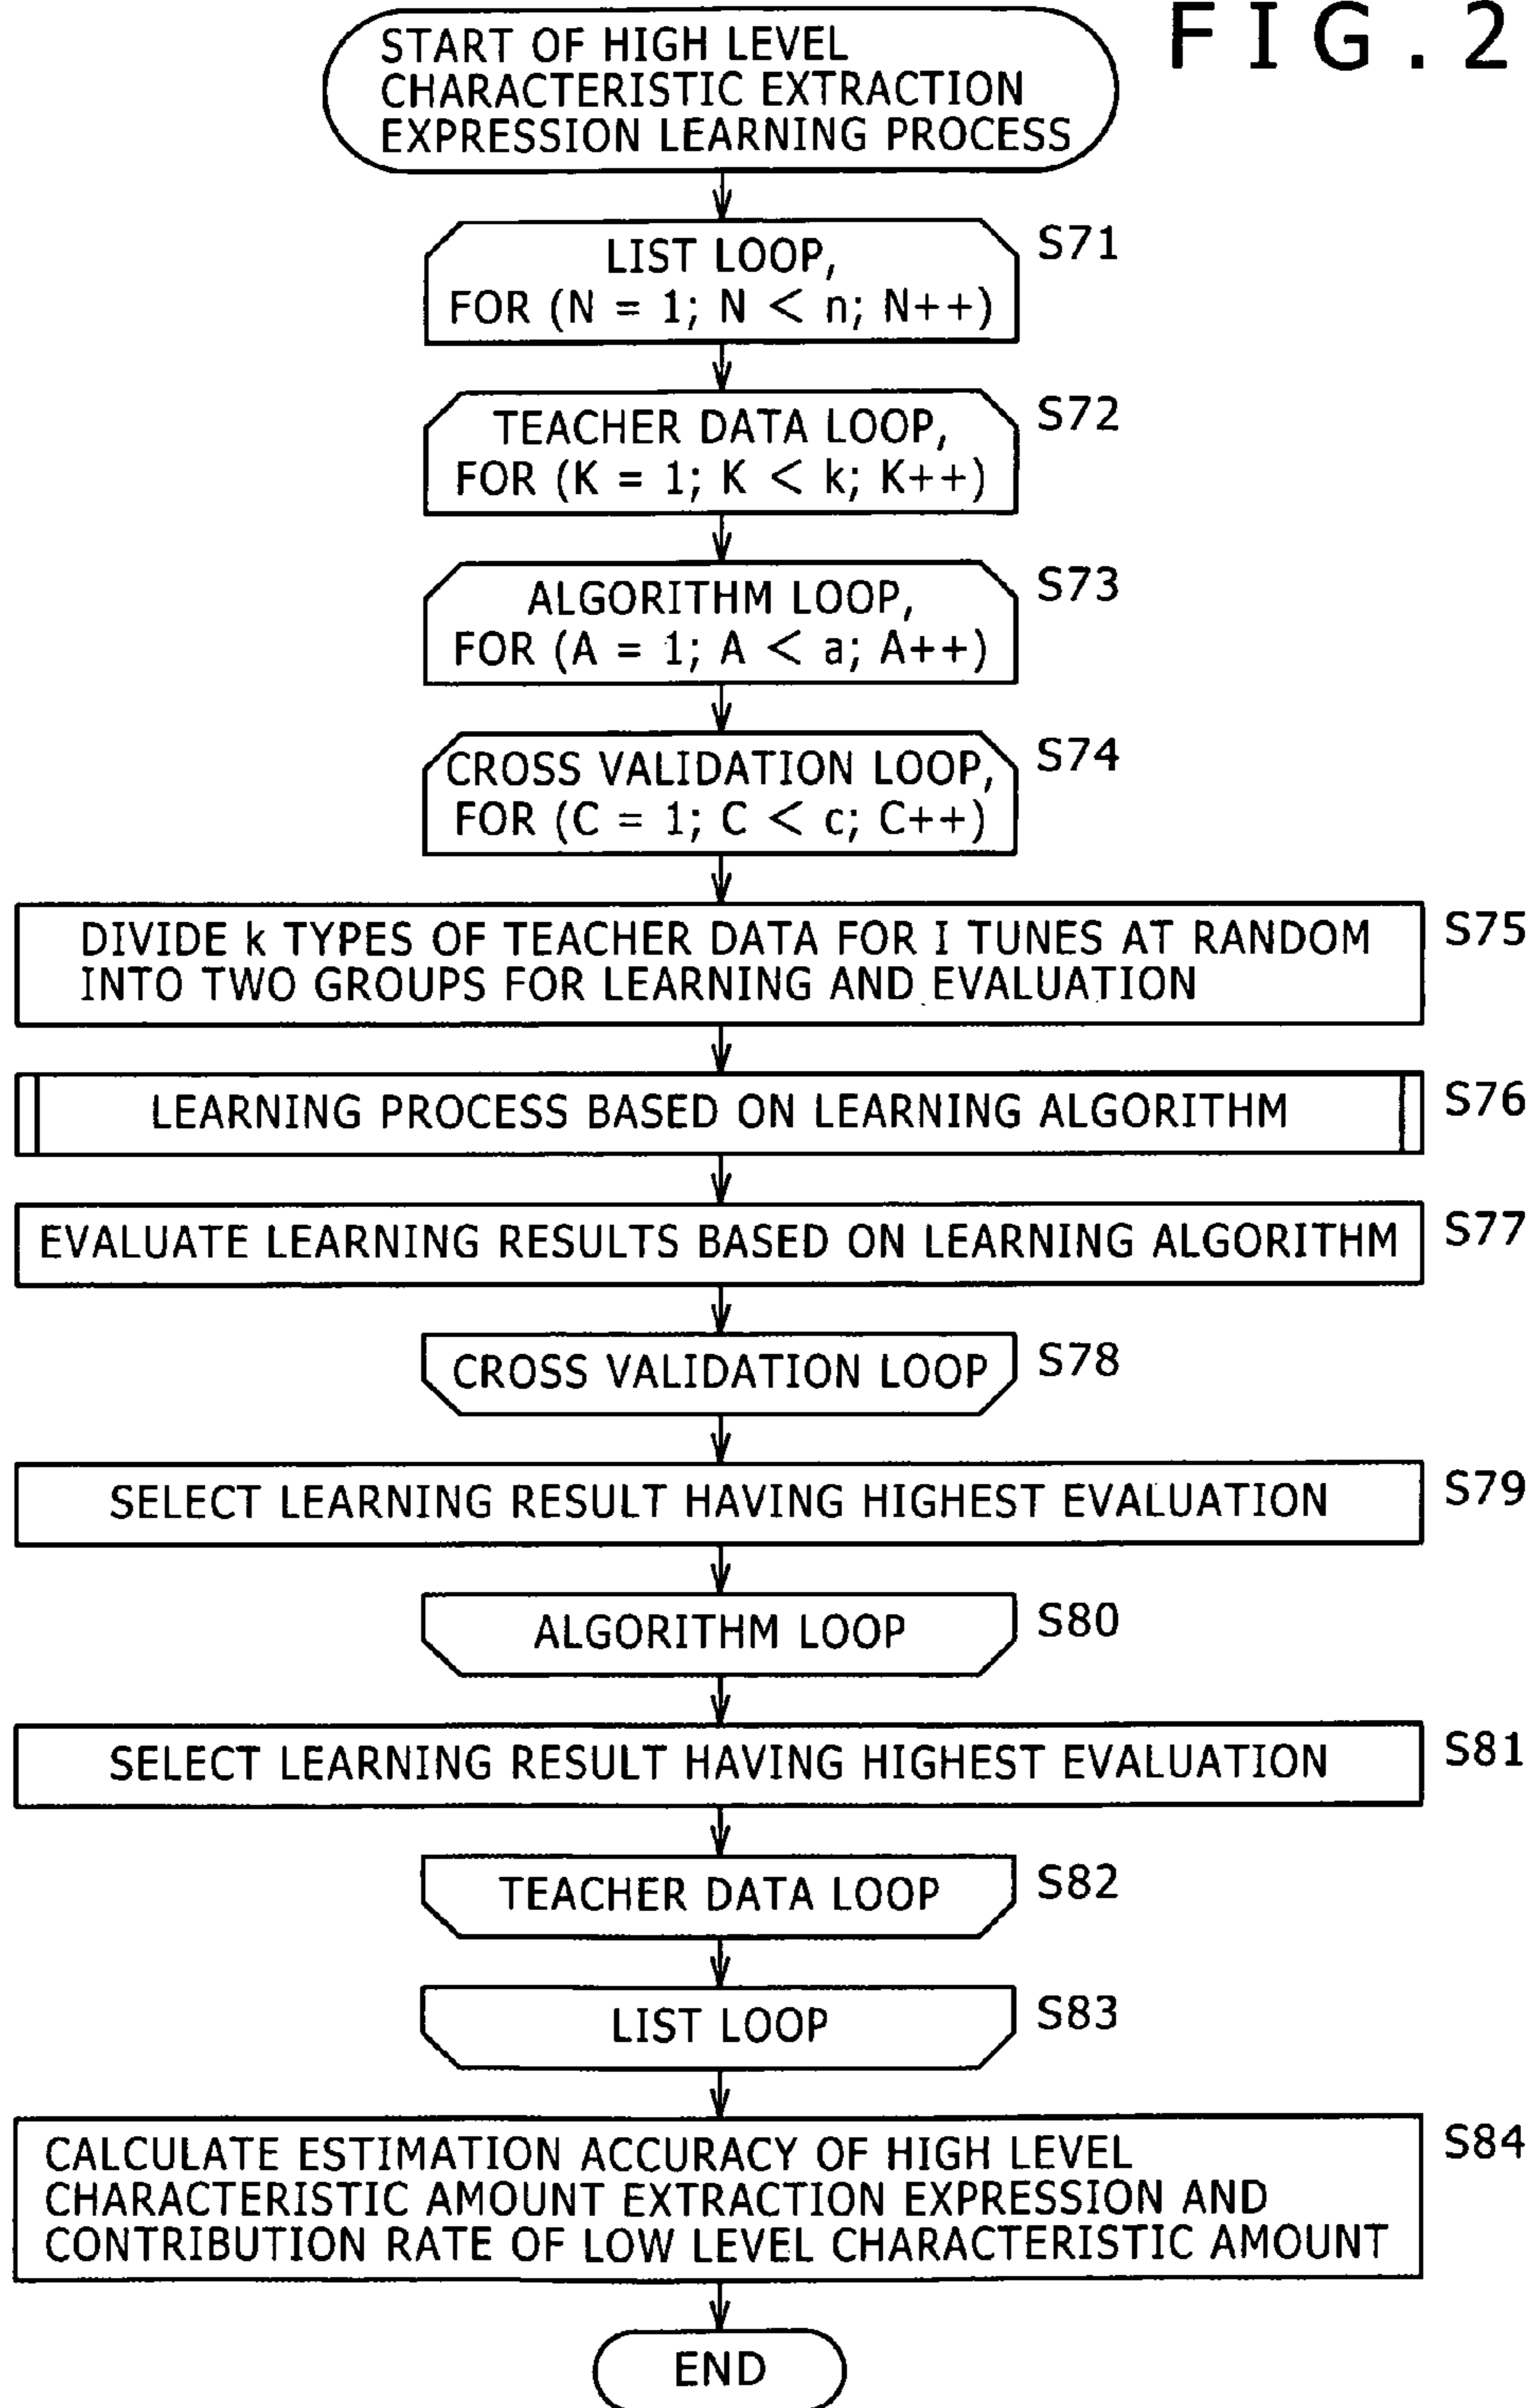 FIG.2
START OF HIGH LEVEL
CHARACTERISTIC EXTRACTION
EXPRESSION LEARNING PROCESS
LIST LOOP,
FOR (N = 1; N < n; N++)
S71
TEACHER DATA LOOP,
FOR (K = 1; K < k; K++)
S72
ALGORITHM LOOP,
FOR (A = 1; A < a; A++)
S73
CROSS VALIDATION LOOP,
FOR (C = 1; C < c; C++)
S74
DIVIDE k TYPES OF TEACHER DATA FOR I TUNES AT RANDOM
INTO TWO GROUPS FOR LEARNING AND EVALUATION
S75
LEARNING PROCESS BASED ON LEARNING ALGORITHM
S76
EVALUATE LEARNING RESULTS BASED ON LEARNING ALGORITHM
S77
CROSS VALIDATION LOOP
S78
SELECT LEARNING RESULT HAVING HIGHEST EVALUATION
S79
ALGORITHM LOOP
S80
SELECT LEARNING RESULT HAVING HIGHEST EVALUATION
S81
TEACHER DATA LOOP
S82
LIST LOOP
S83
CALCULATE ESTIMATION ACCURACY OF HIGH LEVEL
CHARACTERISTIC AMOUNT EXTRACTION EXPRESSION AND
CONTRIBUTION RATE OF LOW LEVEL CHARACTERISTIC AMOUNT
S84
END